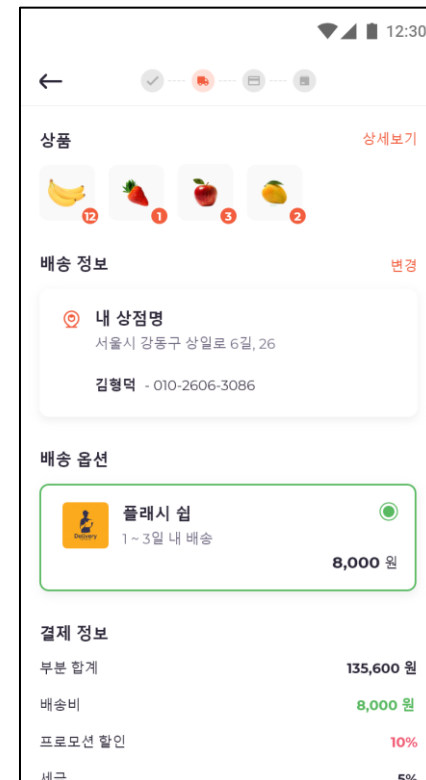 12:30
상품
상세보기
12
1
3
2
배송 정보
변경
내 상점명
서울시 강동구 상일로 6길, 26
김형덕 - 010-2606-3086
배송 옵션
플래시 쉽
Delivery
1 ~ 3일 내 배송
8,000 원
결제 정보
부분 합계
135,600 원
배송비
8,000 원
프로모션 할인
10%
세금
5%